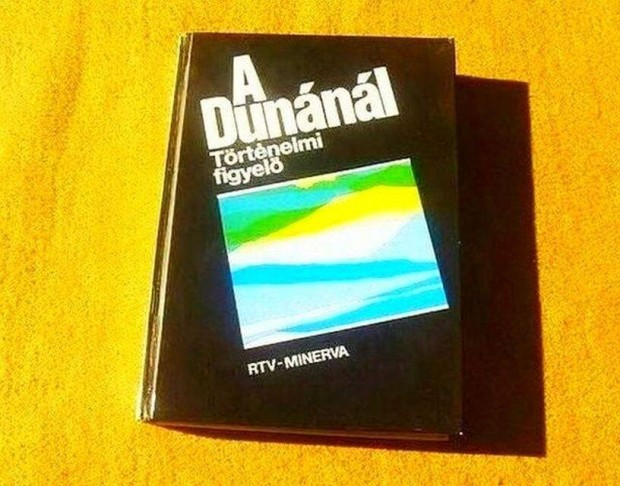 A
Dunánál
Történelmi
figyelő
RTV-MINERVA